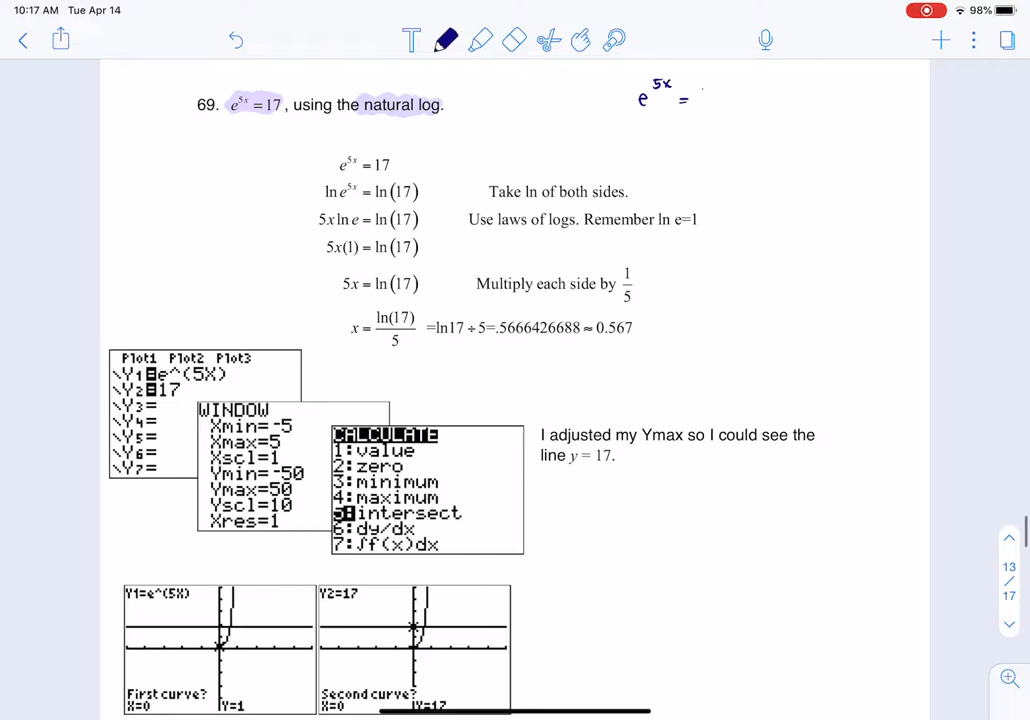 10:17 AM Tue Apr 14
98%
69. e^{5x} = 17, using the natural log.
e^{5x} =
e^{5x} = 17
ln e^{5x} = ln(17) Take ln of both sides.
5x ln e = ln(17) Use laws of logs. Remember ln e=1
5x(1) = ln(17)
5x = ln(17) Multiply each side by 1/5
x = ln(17)/5 =ln17 ÷ 5=.5666426688 ≈ 0.567
Plot1 Plot2 Plot3
\Y1=e^(5X)
\Y2=17
\Y3=
\Y4=
\Y5=
\Y6=
\Y7=
WINDOW
Xmin=-5
Xmax=5
Xscl=1
Ymin=-50
Ymax=50
Yscl=10
Xres=1
CALCULATE
1:value
2:zero
3:minimum
4:maximum
5:intersect
6:dy/dx
7:∫f(x)dx
I adjusted my Ymax so I could see the
line y = 17.
Y1=e^(5X)
First curve?
X=0 Y=1
Y2=17
Second curve?
X=0 Y=17
13
/
17